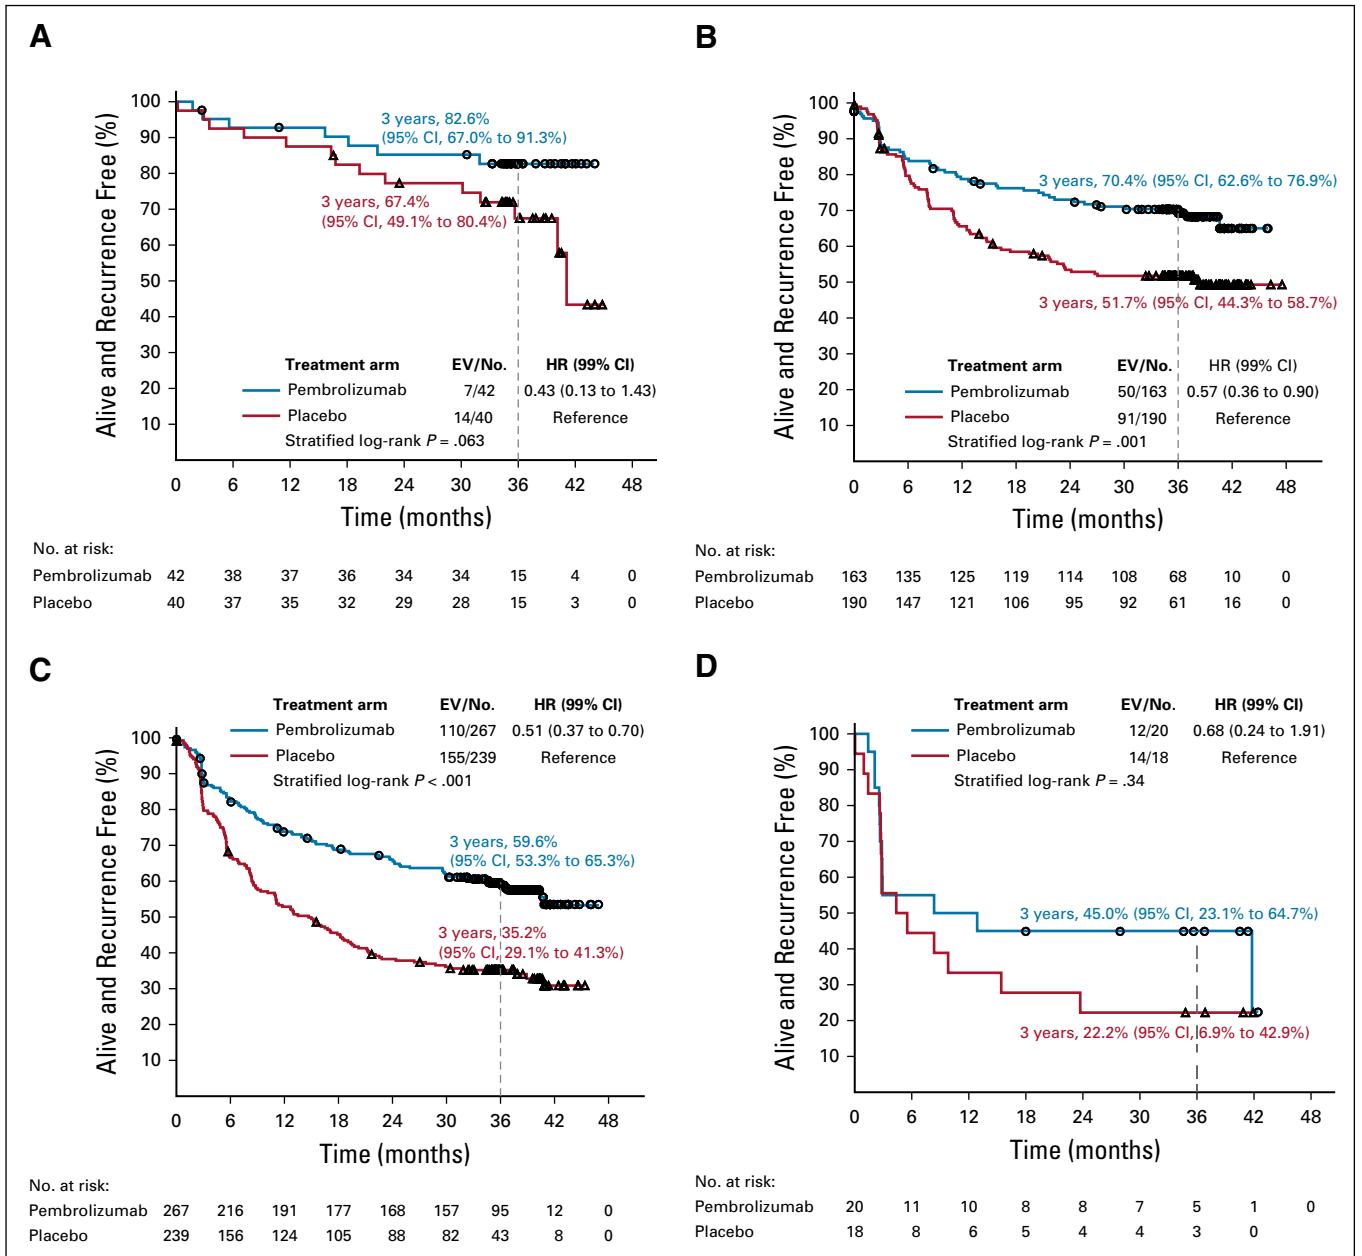 A
100
90
80
70
60
50
40
30
20
10
Alive and Recurrence Free (%)
3 years, 82.6%
(95% CI, 67.0% to 91.3%)
3 years, 67.4%
(95% CI, 49.1% to 80.4%)
Treatment arm EV/No. HR (99% CI)
Pembrolizumab 7/42 0.43 (0.13 to 1.43)
Placebo 14/40 Reference
Stratified log-rank P = .063
0 6 12 18 24 30 36 42 48
Time (months)
No. at risk:
Pembrolizumab 42 38 37 36 34 34 15 4 0
Placebo 40 37 35 32 29 28 15 3 0
B
100
90
80
70
60
50
40
30
20
10
Alive and Recurrence Free (%)
3 years, 70.4% (95% CI, 62.6% to 76.9%)
3 years, 51.7% (95% CI, 44.3% to 58.7%)
Treatment arm EV/No. HR (99% CI)
Pembrolizumab 50/163 0.57 (0.36 to 0.90)
Placebo 91/190 Reference
Stratified log-rank P = .001
0 6 12 18 24 30 36 42 48
Time (months)
No. at risk:
Pembrolizumab 163 135 125 119 114 108 68 10 0
Placebo 190 147 121 106 95 92 61 16 0
C
Treatment arm EV/No. HR (99% CI)
Pembrolizumab 110/267 0.51 (0.37 to 0.70)
Placebo 155/239 Reference
Stratified log-rank P < .001
100
90
80
70
60
50
40
30
20
10
Alive and Recurrence Free (%)
3 years, 59.6%
(95% CI, 53.3% to 65.3%)
3 years, 35.2%
(95% CI, 29.1% to 41.3%)
0 6 12 18 24 30 36 42 48
Time (months)
No. at risk:
Pembrolizumab 267 216 191 177 168 157 95 12 0
Placebo 239 156 124 105 88 82 43 8 0
D
Treatment arm EV/No. HR (99% CI)
Pembrolizumab 12/20 0.68 (0.24 to 1.91)
Placebo 14/18 Reference
Stratified log-rank P = .34
100
90
80
70
60
50
40
30
20
10
Alive and Recurrence Free (%)
3 years, 45.0% (95% CI, 23.1% to 64.7%)
3 years, 22.2% (95% CI, 6.9% to 42.9%)
0 6 12 18 24 30 36 42 48
Time (months)
No. at risk:
Pembrolizumab 20 11 10 8 8 7 5 1 0
Placebo 18 8 6 5 4 4 3 0